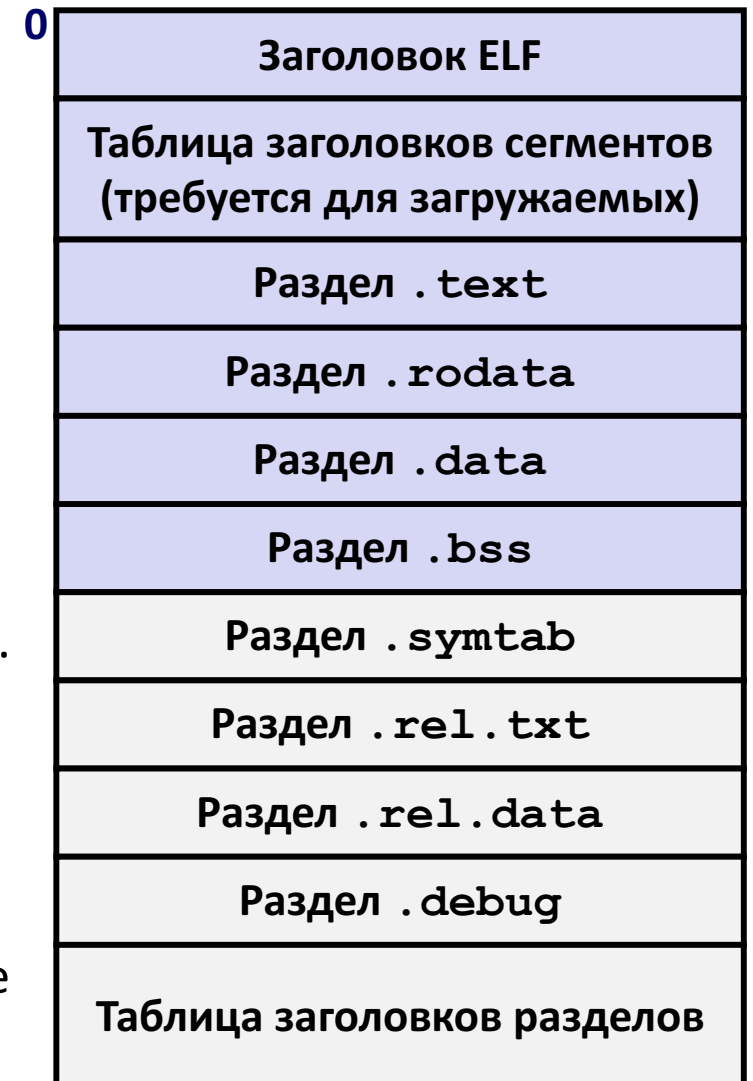 0
Заголовок ELF
Таблица заголовков сегментов
(требуется для загружаемых)
Раздел .text
Раздел .rodata
Раздел .data
Раздел .bss
Раздел .symtab
.
Раздел .rel.txt
Раздел .rel.data
Раздел .debug
е
Таблица заголовков разделов